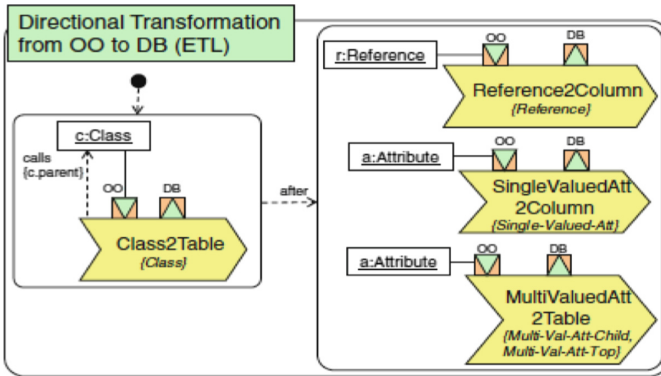 Directional Transformation
from OO to DB (ETL)
c:Class
calls
{c.parent}
OO
DB
Class2Table
{Class}
after
r:Reference
OO
DB
Reference2Column
{Reference}
a:Attribute
OO
DB
SingleValuedAtt
2Column
{Single-Valued-Att}
a:Attribute
OO
DB
MultiValuedAtt
2Table
{Multi-Val-Att-Child,
Multi-Val-Att-Top}